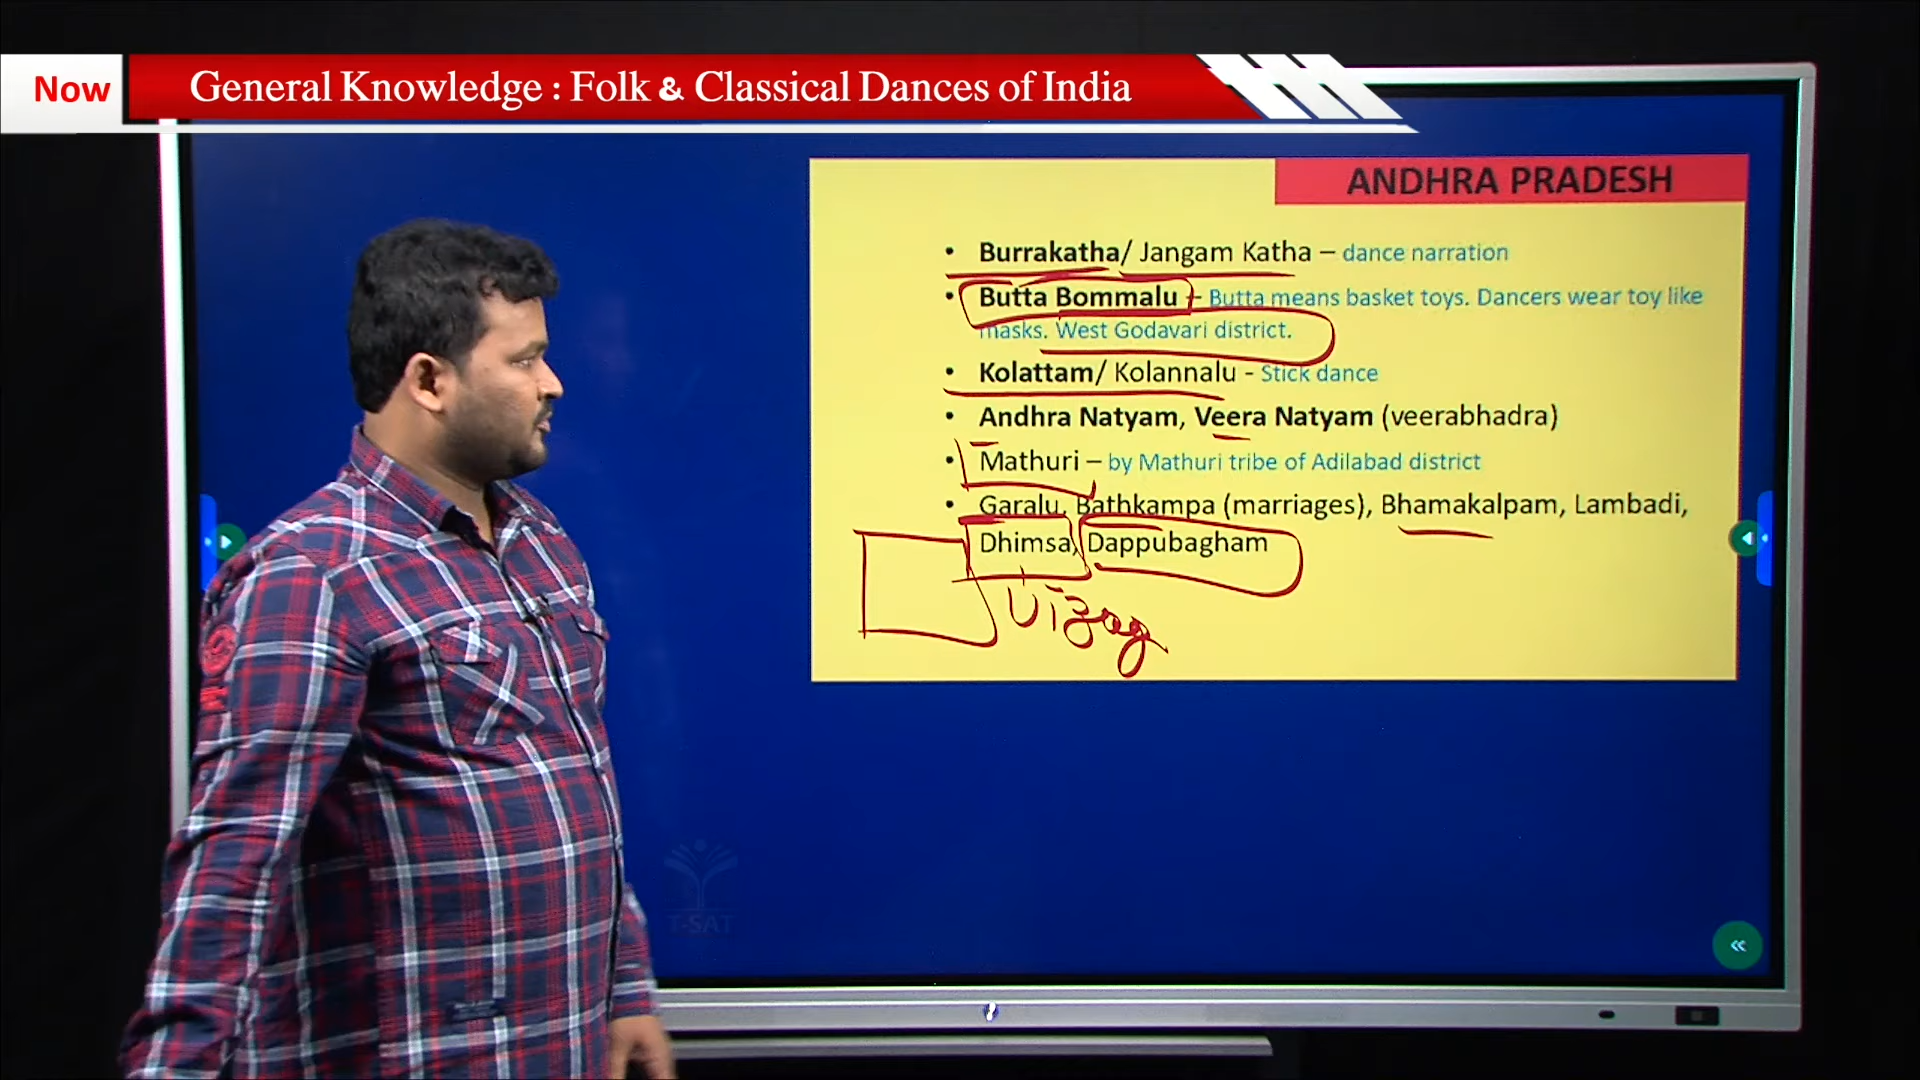 Now
General Knowledge : Folk & Classical Dances of India
ANDHRA PRADESH
• Burrakatha/ Jangam Katha – dance narration
• Butta Bommalu – Butta means basket toys. Dancers wear toy like
masks. West Godavari district.
• Kolattam/ Kolannalu - Stick dance
• Andhra Natyam, Veera Natyam (veerabhadra)
• Mathuri – by Mathuri tribe of Adilabad district
• Garalu, Bathkampa (marriages), Bhamakalpam, Lambadi,
Dhimsa, Dappubagham
Vizag
T-SAT